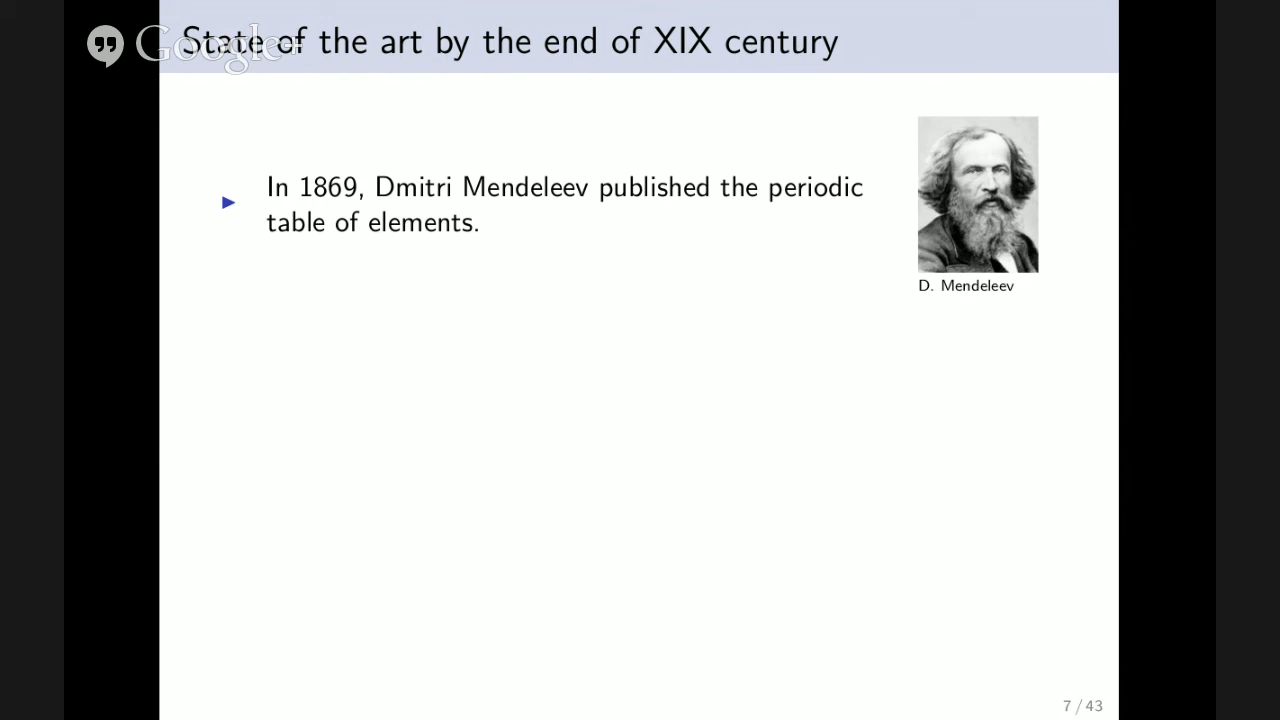 Google+
State of the art by the end of XIX century
In 1869, Dmitri Mendeleev published the periodic
table of elements.
D. Mendeleev
7 / 43